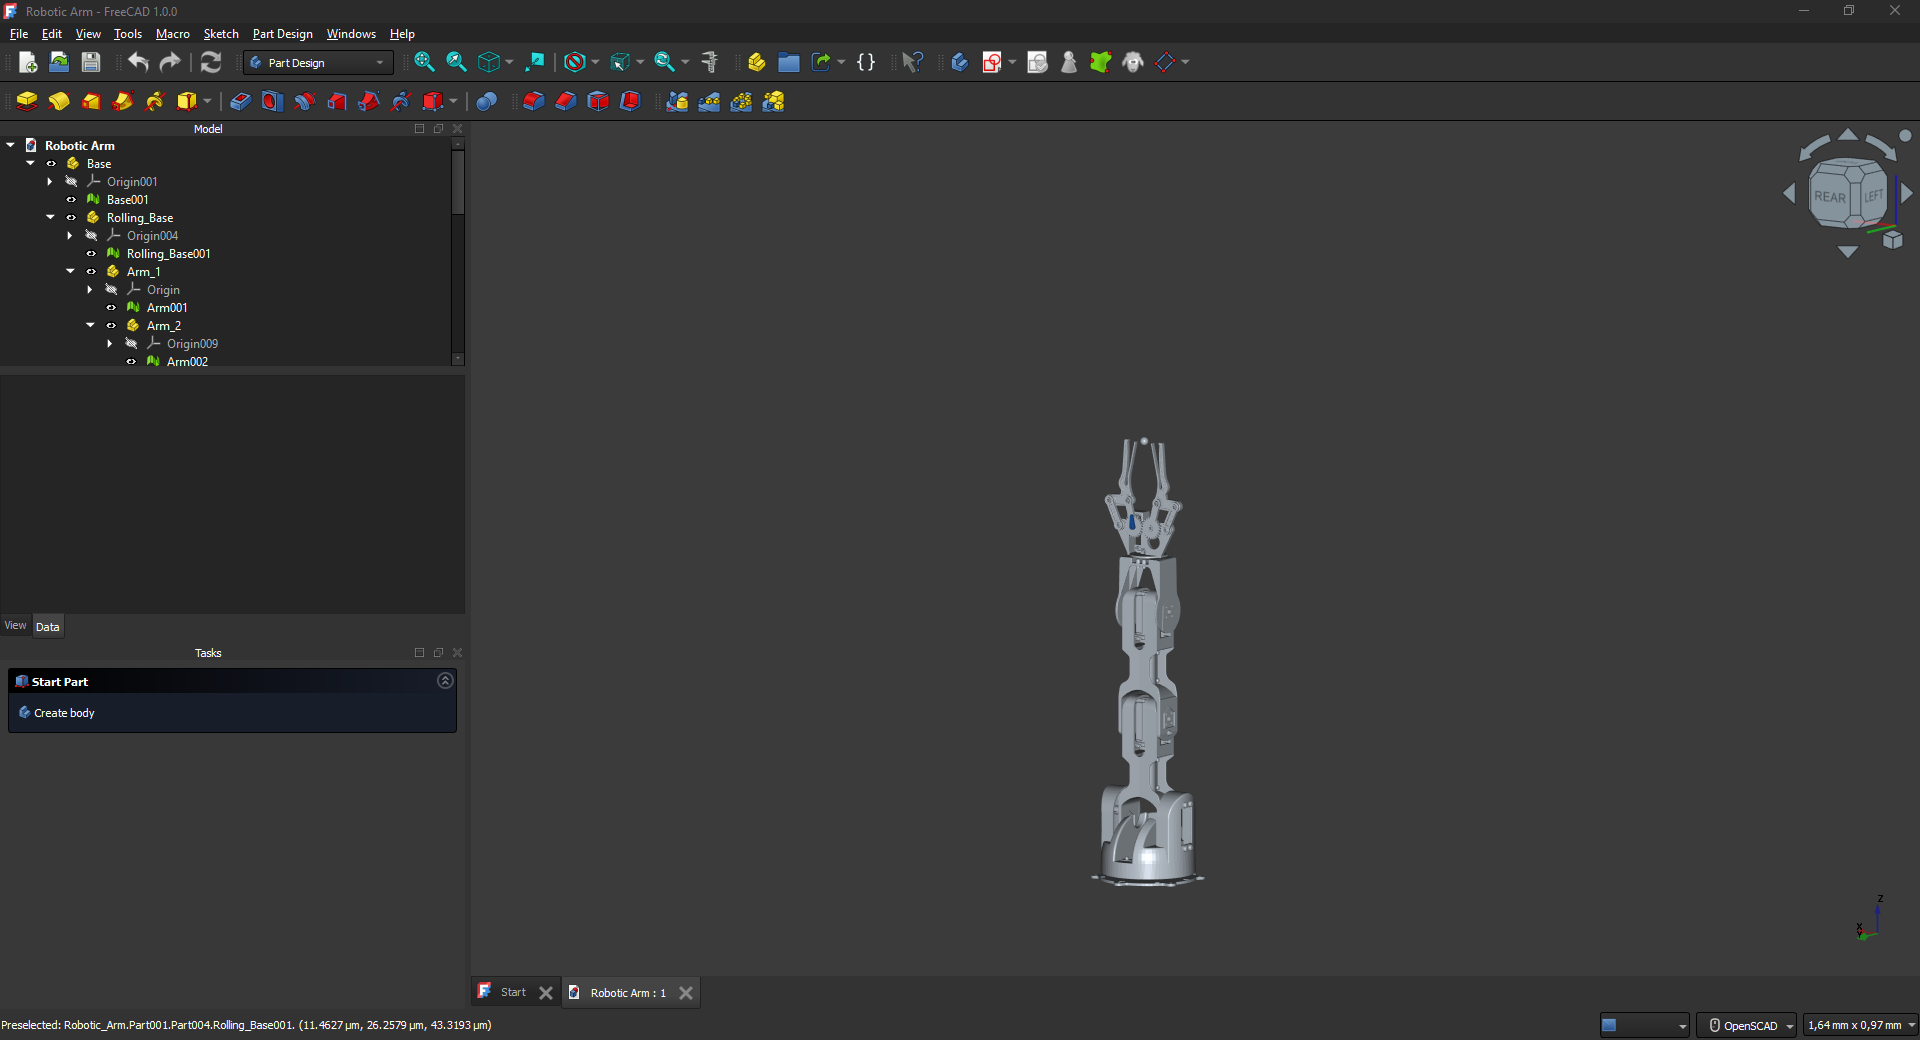 Robotic Arm - FreeCAD 1.0.0
File Edit View Tools Macro Sketch Part Design Windows Help
Part Design
Model
Robotic Arm
Base
Origin001
Base001
Rolling_Base
Origin004
Rolling_Base001
Arm_1
Origin
Arm001
Arm_2
Origin009
Arm002
View Data
Tasks
Start Part
Create body
REAR LEFT
Z
X
Y
Start Robotic Arm : 1
Preselected: Robotic_Arm.Part001.Part004.Rolling_Base001. (11.4627 µm, 26.2579 µm, 43.3193 µm)
OpenSCAD 1,64 mm x 0,97 mm